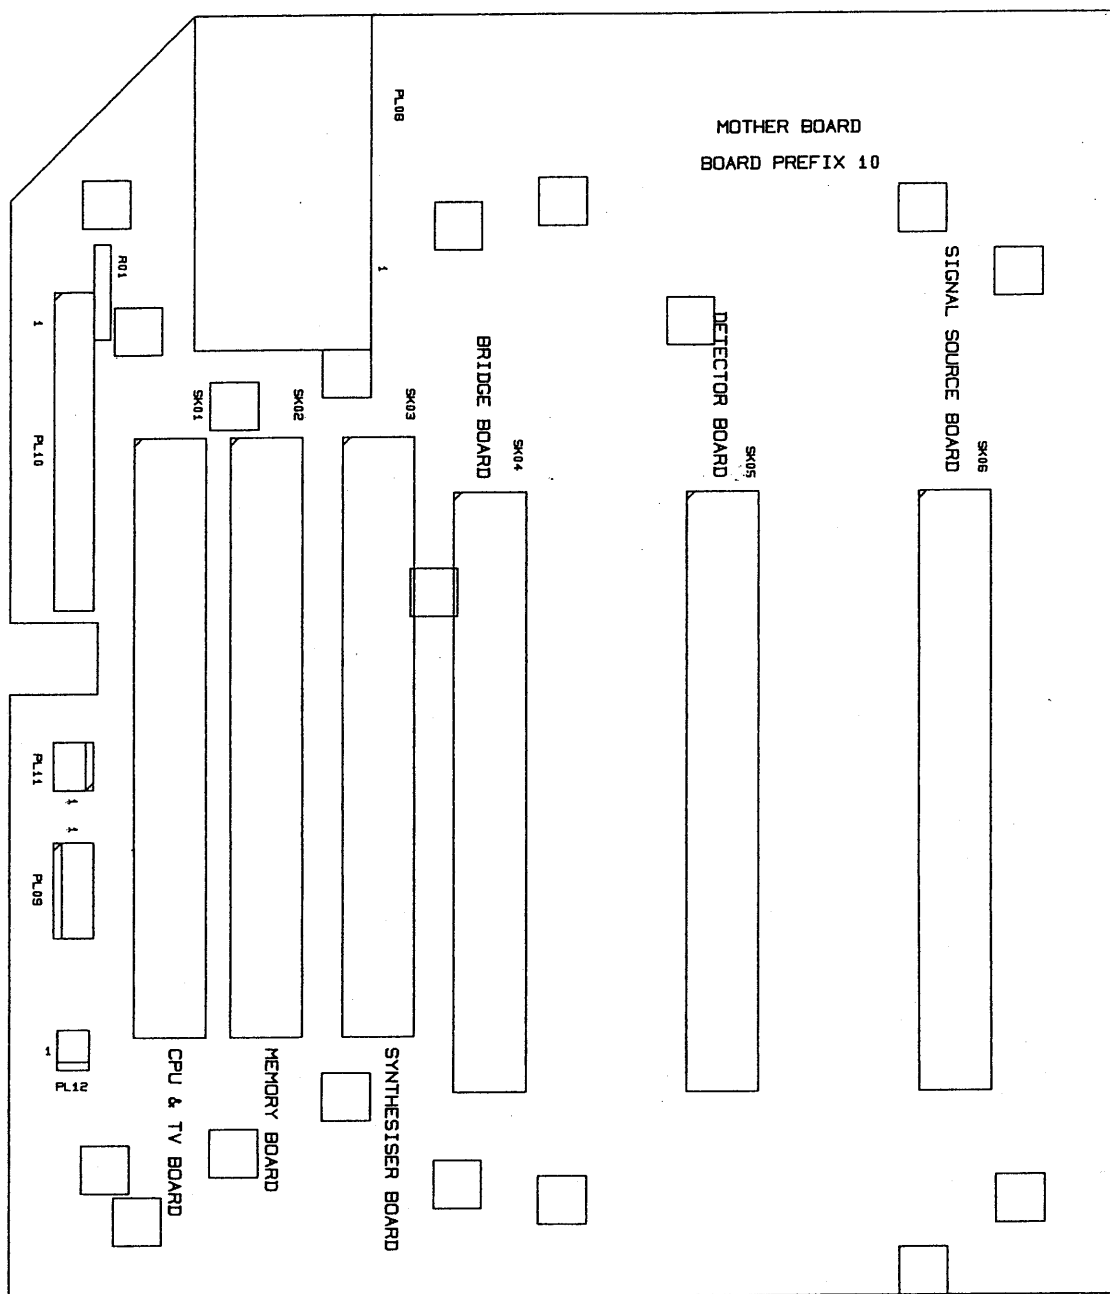 PL08
MOTHER BOARD
BOARD PREFIX 10
1
R01
1
SIGNAL SOURCE BOARD
DETECTOR BOARD
BRIDGE BOARD
SK01
SK02
SK03
SK04
SK05
SK06
PL10
PL11
1
1
PL09
1
PL12
CPU & TV BOARD
MEMORY BOARD
SYNTHESISER BOARD